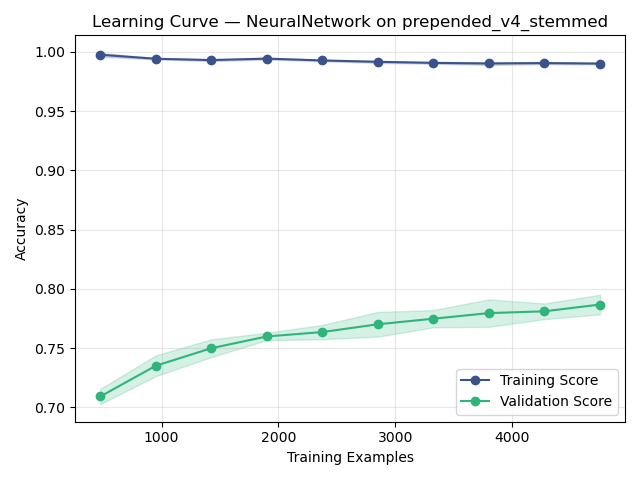 Learning Curve — NeuralNetwork on prepended_v4_stemmed
1.00
0.95
0.90
0.85
0.80
0.75
0.70
Accuracy
1000
2000
3000
4000
Training Examples
Training Score
Validation Score